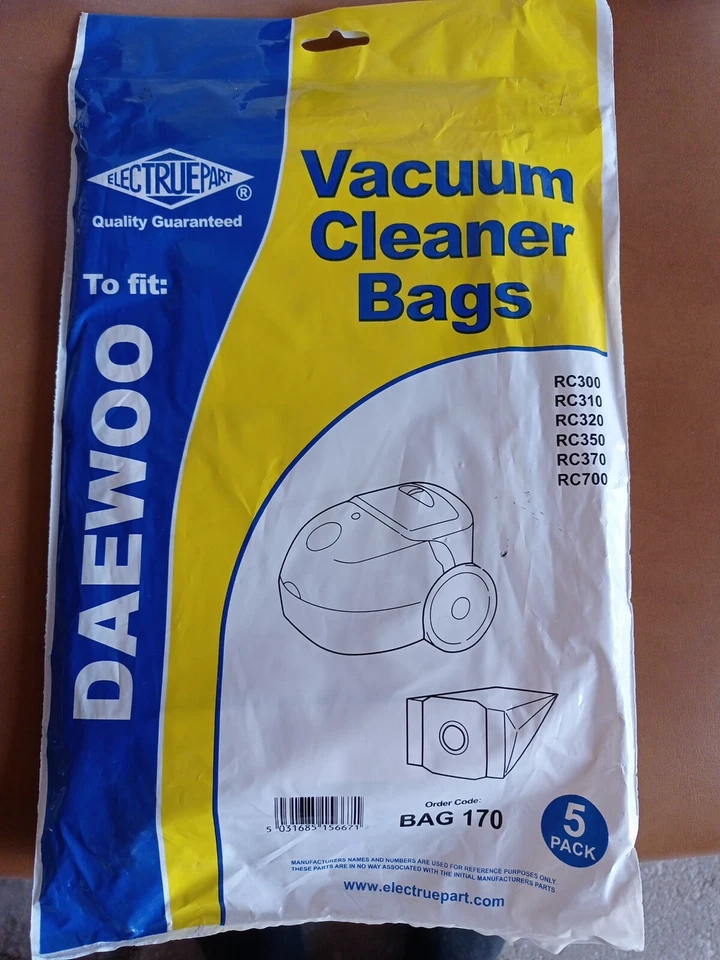 ELECTRUEPART ®
Quality Guaranteed
To fit:
DAEWOO
Vacuum
Cleaner
Bags
RC300
RC310
RC320
RC350
RC370
RC700
5 031685 156671
Order Code:
BAG 170
5
PACK
MANUFACTURERS NAMES AND NUMBERS ARE USED FOR REFERENCE PURPOSES ONLY
THESE PARTS ARE IN NO WAY ASSOCIATED WITH THE INITIAL MANUFACTURERS PARTS
www.electruepart.com